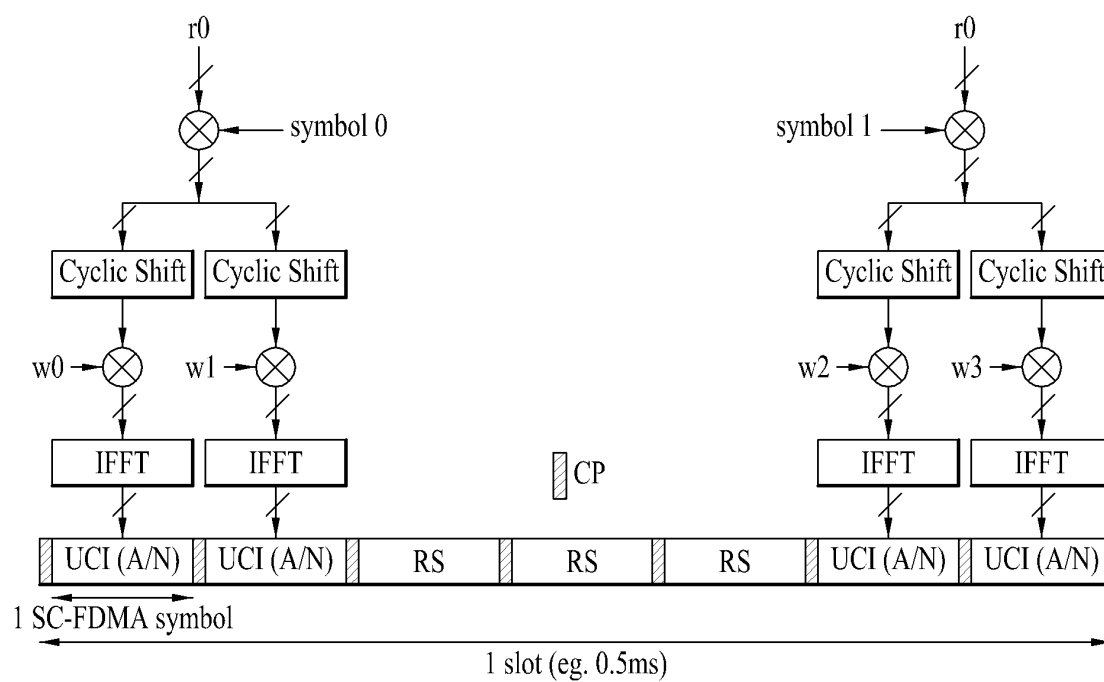 r0 r0
symbol 0 symbol 1
Cyclic Shift Cyclic Shift Cyclic Shift Cyclic Shift
w0 w1 w2 w3
IFFT IFFT IFFT IFFT
CP
UCI (A/N) UCI (A/N) RS RS RS UCI (A/N) UCI (A/N)
1 SC-FDMA symbol
1 slot (eg. 0.5ms)